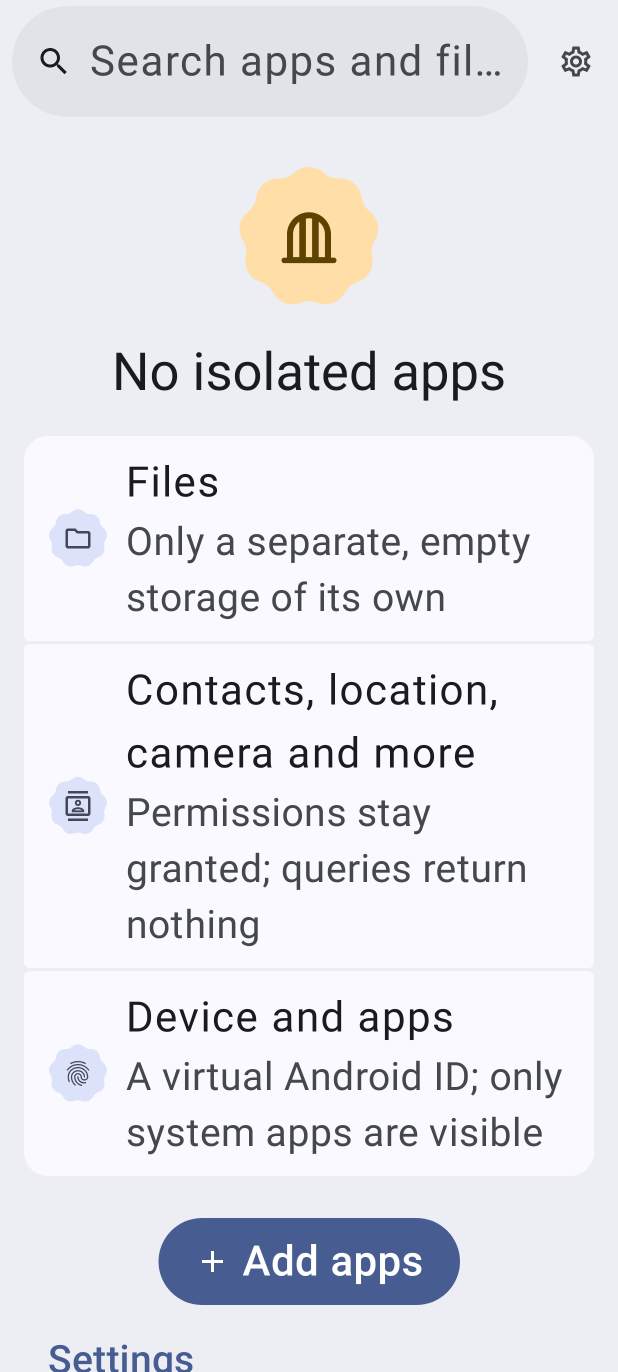 Search apps and fil…
No isolated apps
Files
Only a separate, empty
storage of its own
Contacts, location,
camera and more
Permissions stay
granted; queries return
nothing
Device and apps
A virtual Android ID; only
system apps are visible
+ Add apps
Settings